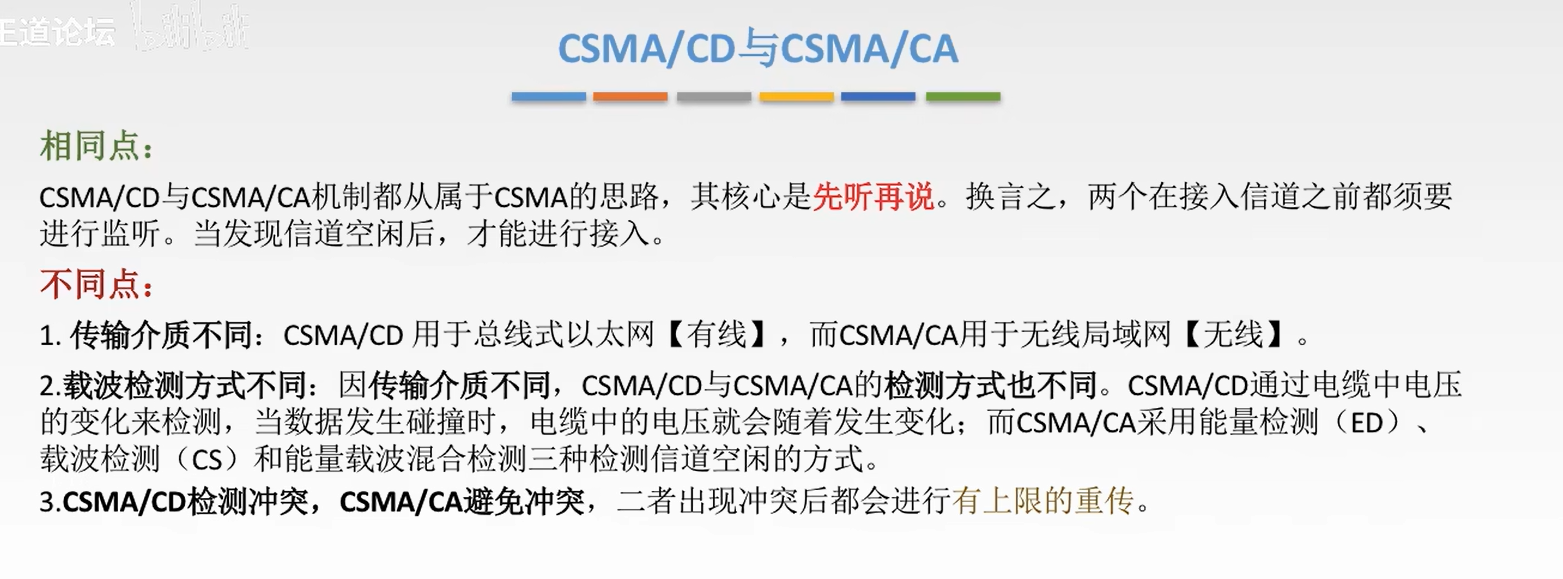 王道论坛
CSMA/CD与CSMA/CA
相同点：
CSMA/CD与CSMA/CA机制都从属于CSMA的思路，其核心是先听再说。换言之，两个在接入信道之前都须要
进行监听。当发现信道空闲后，才能进行接入。
不同点：
1. 传输介质不同：CSMA/CD 用于总线式以太网【有线】，而CSMA/CA用于无线局域网【无线】。
2.载波检测方式不同：因传输介质不同，CSMA/CD与CSMA/CA的检测方式也不同。CSMA/CD通过电缆中电压
的变化来检测，当数据发生碰撞时，电缆中的电压就会随着发生变化；而CSMA/CA采用能量检测（ED）、
载波检测（CS）和能量载波混合检测三种检测信道空闲的方式。
3.CSMA/CD检测冲突，CSMA/CA避免冲突，二者出现冲突后都会进行有上限的重传。